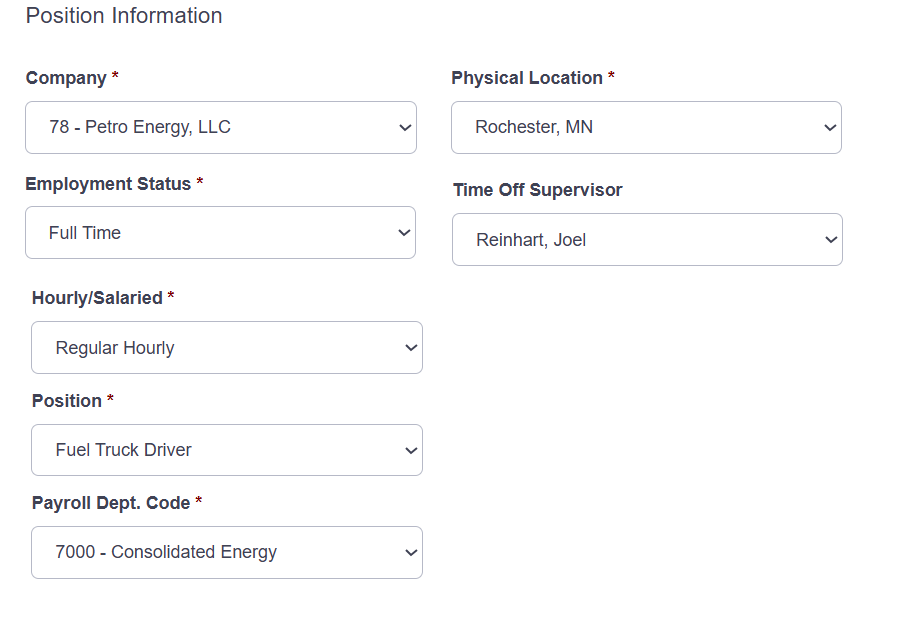 Position Information
Company *
78 - Petro Energy, LLC
Physical Location *
Rochester, MN
Employment Status *
Full Time
Time Off Supervisor
Reinhart, Joel
Hourly/Salaried *
Regular Hourly
Position *
Fuel Truck Driver
Payroll Dept. Code *
7000 - Consolidated Energy